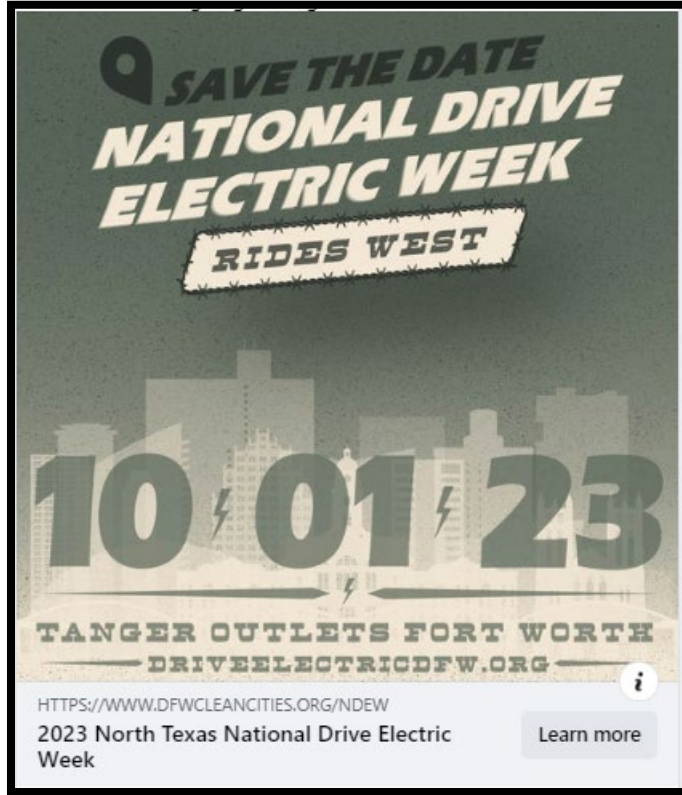 SAVE THE DATE
NATIONAL DRIVE
ELECTRIC WEEK
RIDES WEST
10 01 23
TANGER OUTLETS FORT WORTH
DRIVEELECTRICDFW.ORG
i
HTTPS://WWW.DFWCLEANCITIES.ORG/NDEW
2023 North Texas National Drive Electric
Week
Learn more